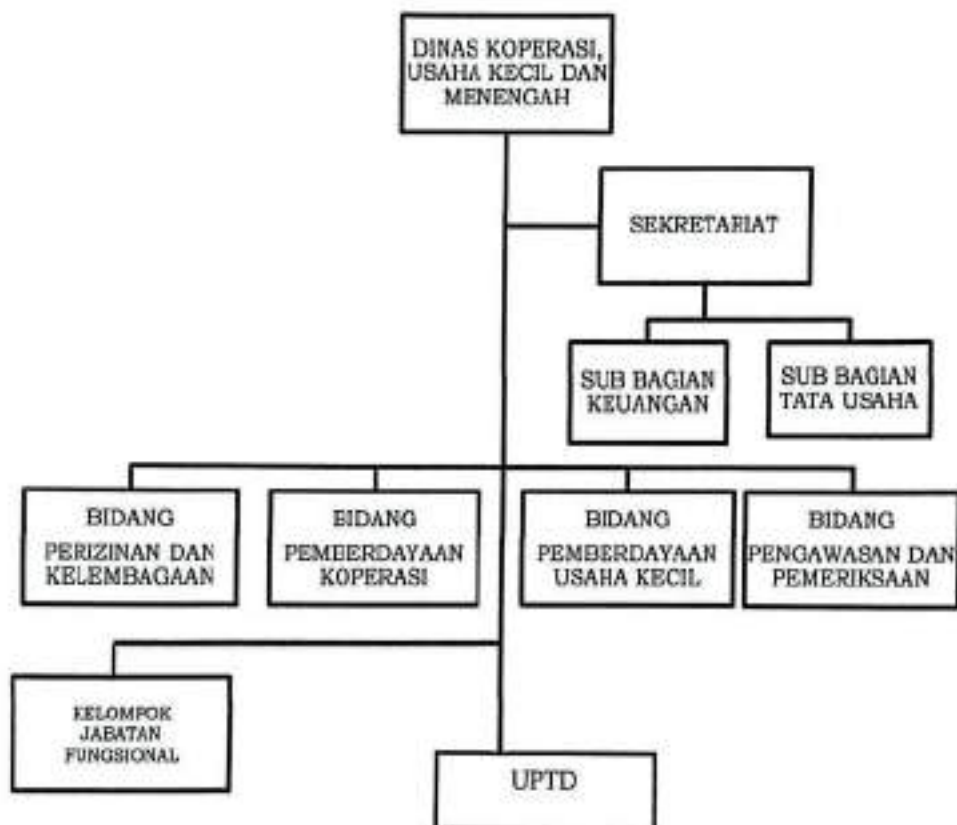 DINAS KOPERASI,
USAHA KECIL DAN
MENENGAH
SEKRETARIAT
SUB BAGIAN
KEUANGAN
SUB BAGIAN
TATA USAHA
BIDANG
PERIZINAN DAN
KELEMBAGAAN
BIDANG
PEMBERDAYAAN
KOPERASI
BIDANG
PEMBERDAYAAN
USAHA KECIL
BIDANG
PENGAWASAN DAN
PEMERIKSAAN
KELOMPOK
JABATAN
FUNGSIONAL
UPTD